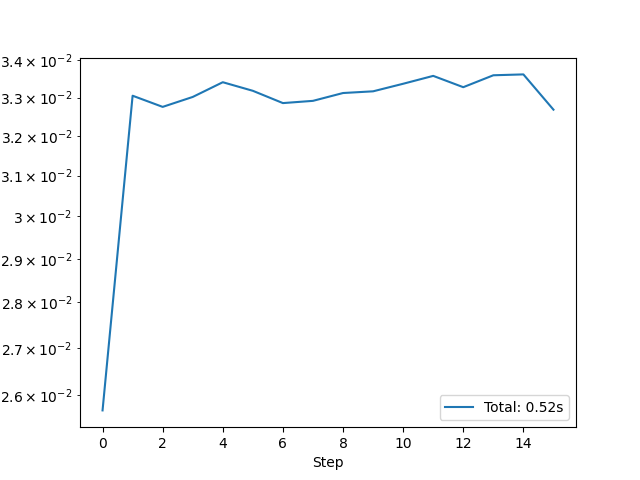 3.4 × 10⁻²
3.3 × 10⁻²
3.2 × 10⁻²
3.1 × 10⁻²
3 × 10⁻²
2.9 × 10⁻²
2.8 × 10⁻²
2.7 × 10⁻²
2.6 × 10⁻²
Total: 0.52s
0 2 4 6 8 10 12 14
Step